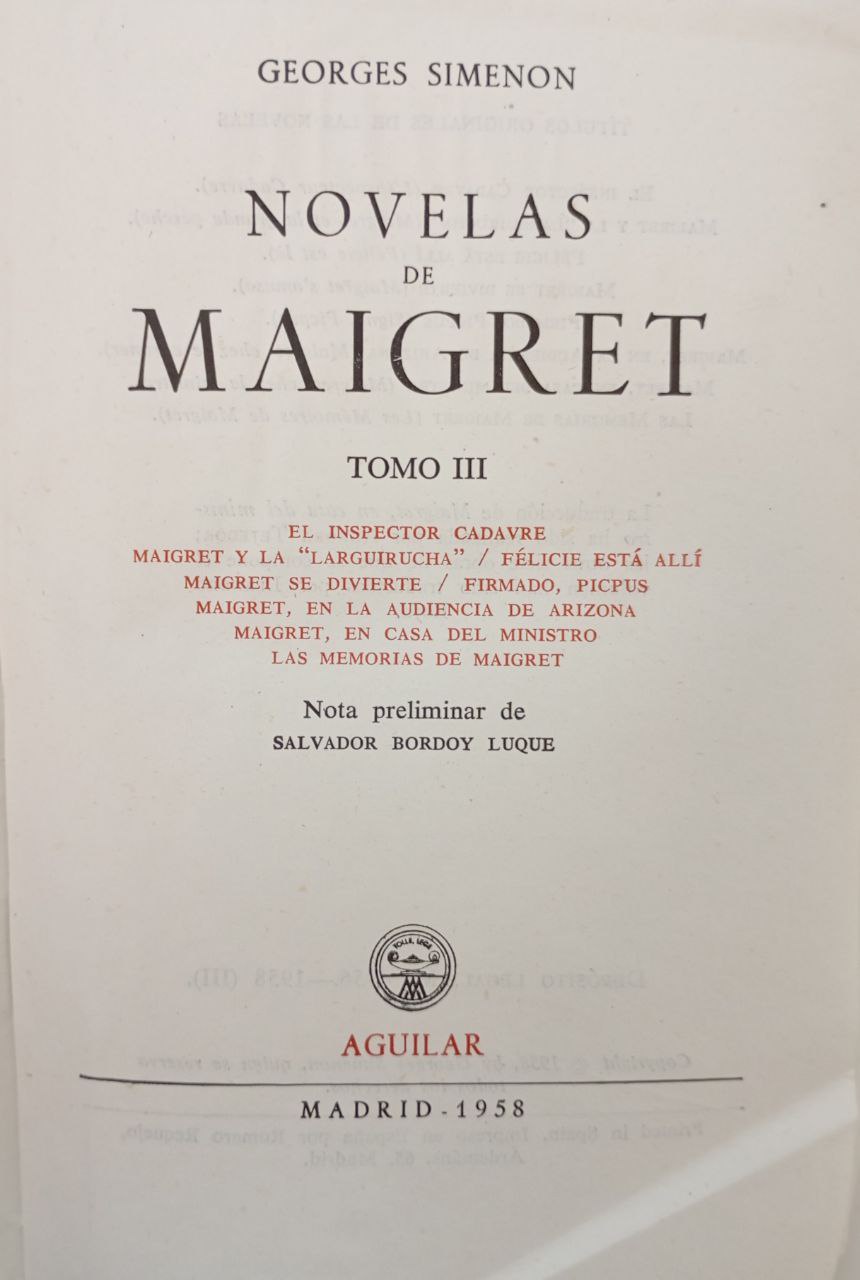 GEORGES SIMENON
NOVELAS
DE
MAIGRET
TOMO III
EL INSPECTOR CADAVRE
MAIGRET Y LA “LARGUIRUCHA” / FÉLICIE ESTÁ ALLÍ
MAIGRET SE DIVIERTE / FIRMADO, PICPUS
MAIGRET, EN LA AUDIENCIA DE ARIZONA
MAIGRET, EN CASA DEL MINISTRO
LAS MEMORIAS DE MAIGRET
Nota preliminar de
SALVADOR BORDOY LUQUE
TOLLE, LEGE
AGUILAR
MADRID - 1958